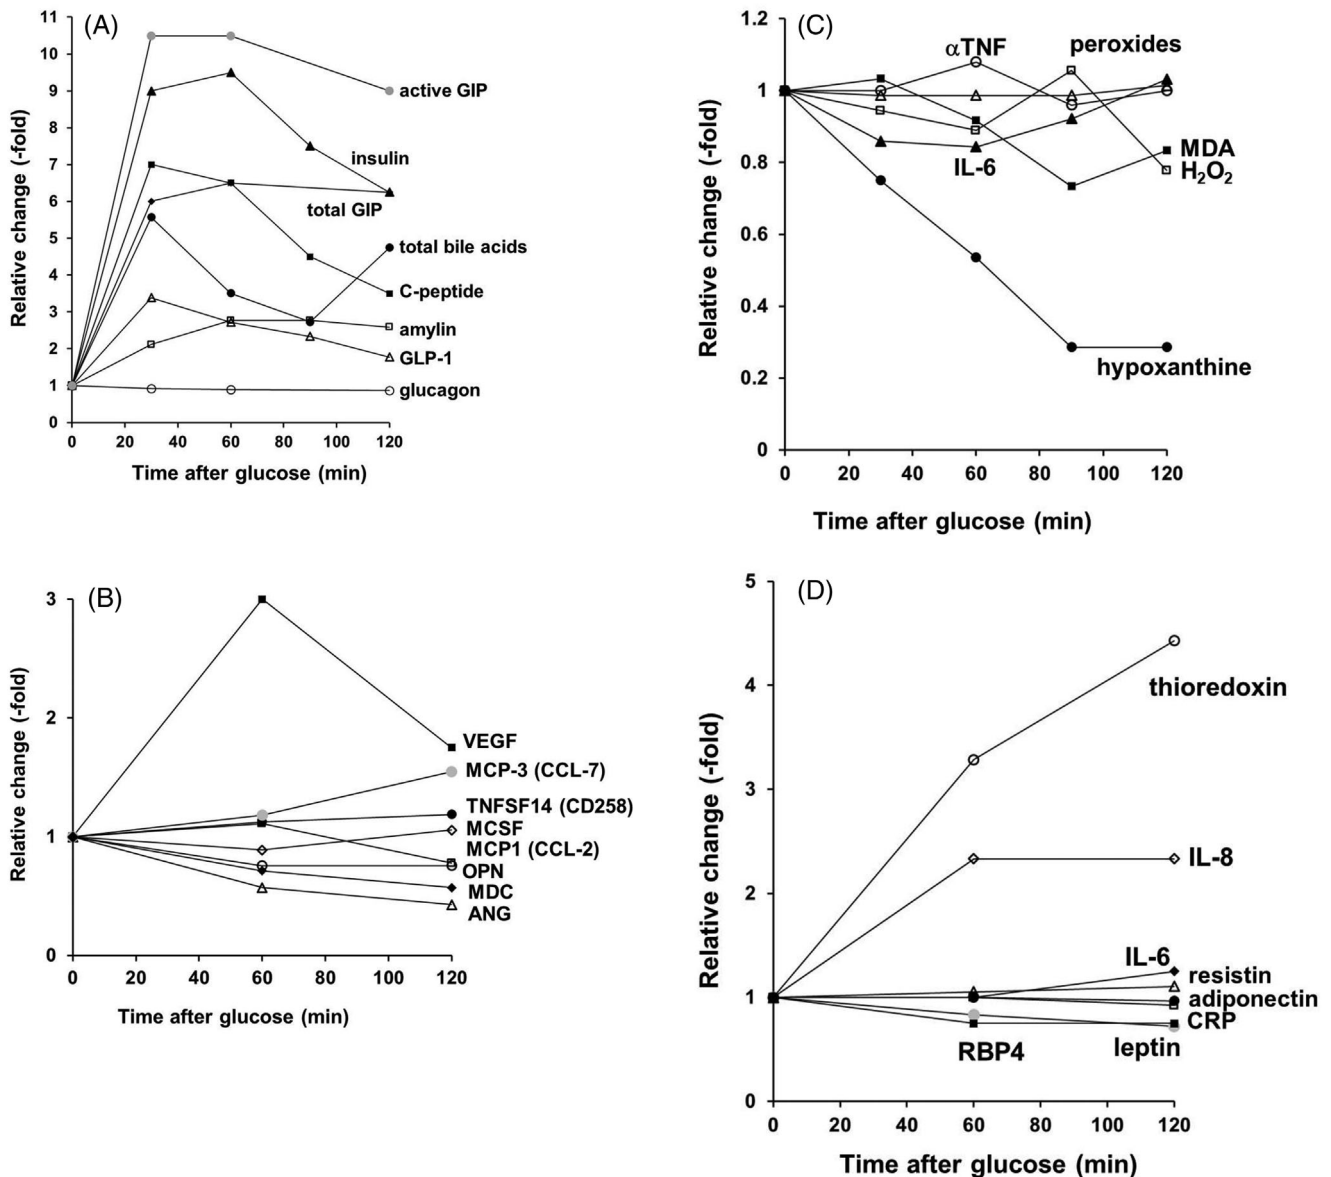 (A)
11
10
9
8
7
6
5
4
3
2
1
0
Relative change (-fold)
active GIP
insulin
total GIP
total bile acids
C-peptide
amylin
GLP-1
glucagon
0 20 40 60 80 100 120
Time after glucose (min)
(C)
1.2
1
0.8
0.6
0.4
0.2
0
Relative change (-fold)
αTNF
peroxides
IL-6
MDA
H₂O₂
hypoxanthine
0 20 40 60 80 100 120
Time after glucose (min)
(B)
3
2
1
0
Relative change (-fold)
VEGF
MCP-3 (CCL-7)
TNFSF14 (CD258)
MCSF
MCP1 (CCL-2)
OPN
MDC
ANG
0 20 40 60 80 100 120
Time after glucose (min)
(D)
5
4
3
2
1
0
Relative change (-fold)
thioredoxin
IL-8
IL-6
resistin
adiponectin
CRP
RBP4
leptin
0 20 40 60 80 100 120
Time after glucose (min)